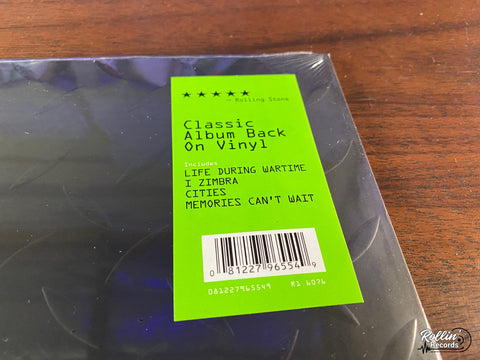 ★★★★★
— Rolling Stone
Classic
Album Back
On Vinyl
Includes
LIFE DURING WARTIME
I ZIMBRA
CITIES
MEMORIES CAN'T WAIT
0 81227 96554 9
081227965549 R1 6076
Rollin'
Records